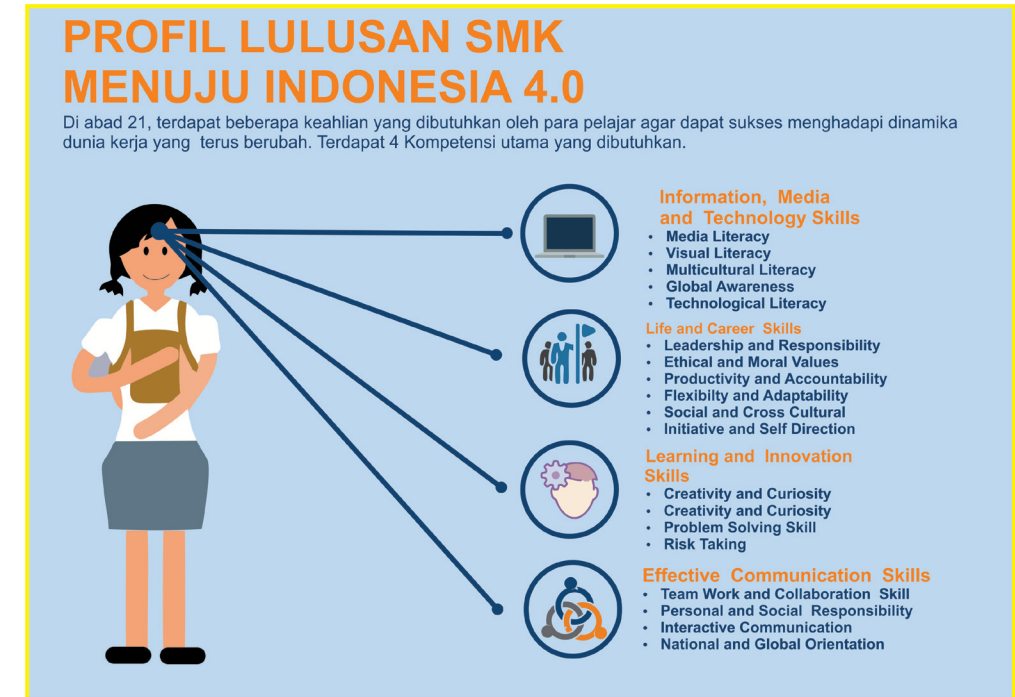 PROFIL LULUSAN SMK
MENUJU INDONESIA 4.0
Di abad 21, terdapat beberapa keahlian yang dibutuhkan oleh para pelajar agar dapat sukses menghadapi dinamika
dunia kerja yang terus berubah. Terdapat 4 Kompetensi utama yang dibutuhkan.
Information, Media
and Technology Skills
• Media Literacy
• Visual Literacy
• Multicultural Literacy
• Global Awareness
• Technological Literacy
Life and Career Skills
• Leadership and Responsibility
• Ethical and Moral Values
• Productivity and Accountability
• Flexibilty and Adaptability
• Social and Cross Cultural
• Initiative and Self Direction
Learning and Innovation
Skills
• Creativity and Curiosity
• Creativity and Curiosity
• Problem Solving Skill
• Risk Taking
Effective Communication Skills
• Team Work and Collaboration Skill
• Personal and Social Responsibility
• Interactive Communication
• National and Global Orientation